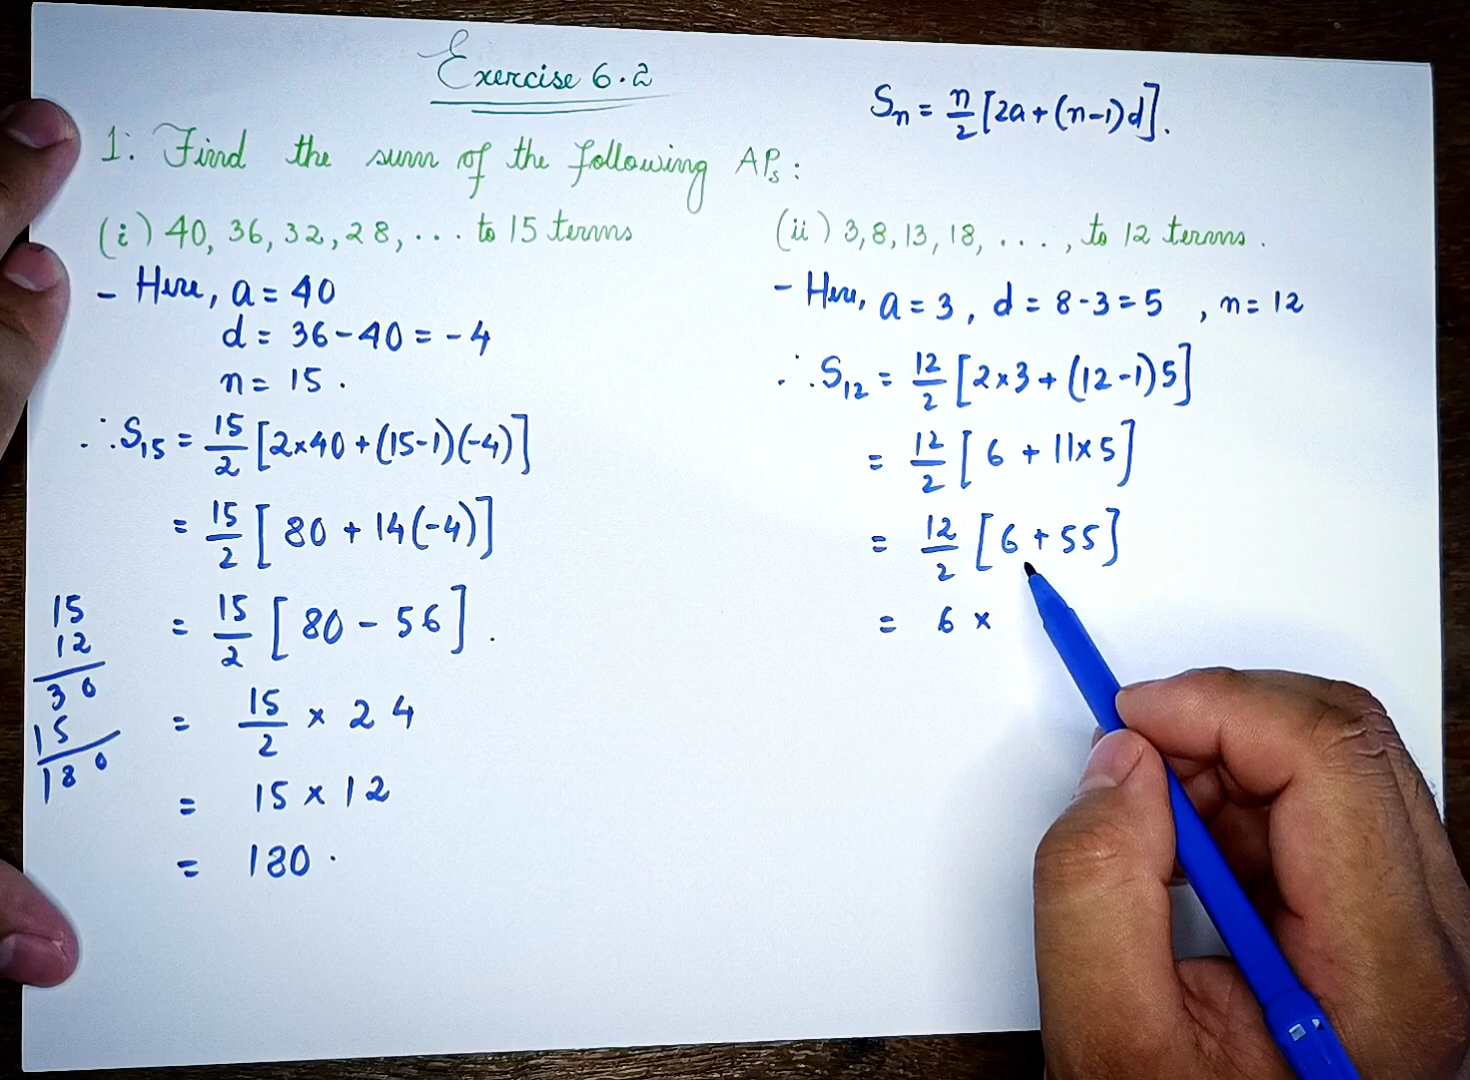 Exercise 6.2
Sn = n/2 [2a + (n-1)d].
1. Find the sum of the following APs:
(i) 40, 36, 32, 28, ... to 15 terms
- Here, a = 40
d = 36 - 40 = -4
n = 15.
∴ S15 = 15/2 [2×40 + (15-1)(-4)]
= 15/2 [80 + 14(-4)]
= 15/2 [80 - 56].
= 15/2 × 24
= 15 × 12
= 180.
15
12
30
15
180
(ii) 3, 8, 13, 18, ...., to 12 terms.
- Here, a = 3, d = 8-3 = 5, n = 12
∴ S12 = 12/2 [2×3 + (12-1)5]
= 12/2 [6 + 11×5]
= 12/2 [6 + 55]
= 6 ×